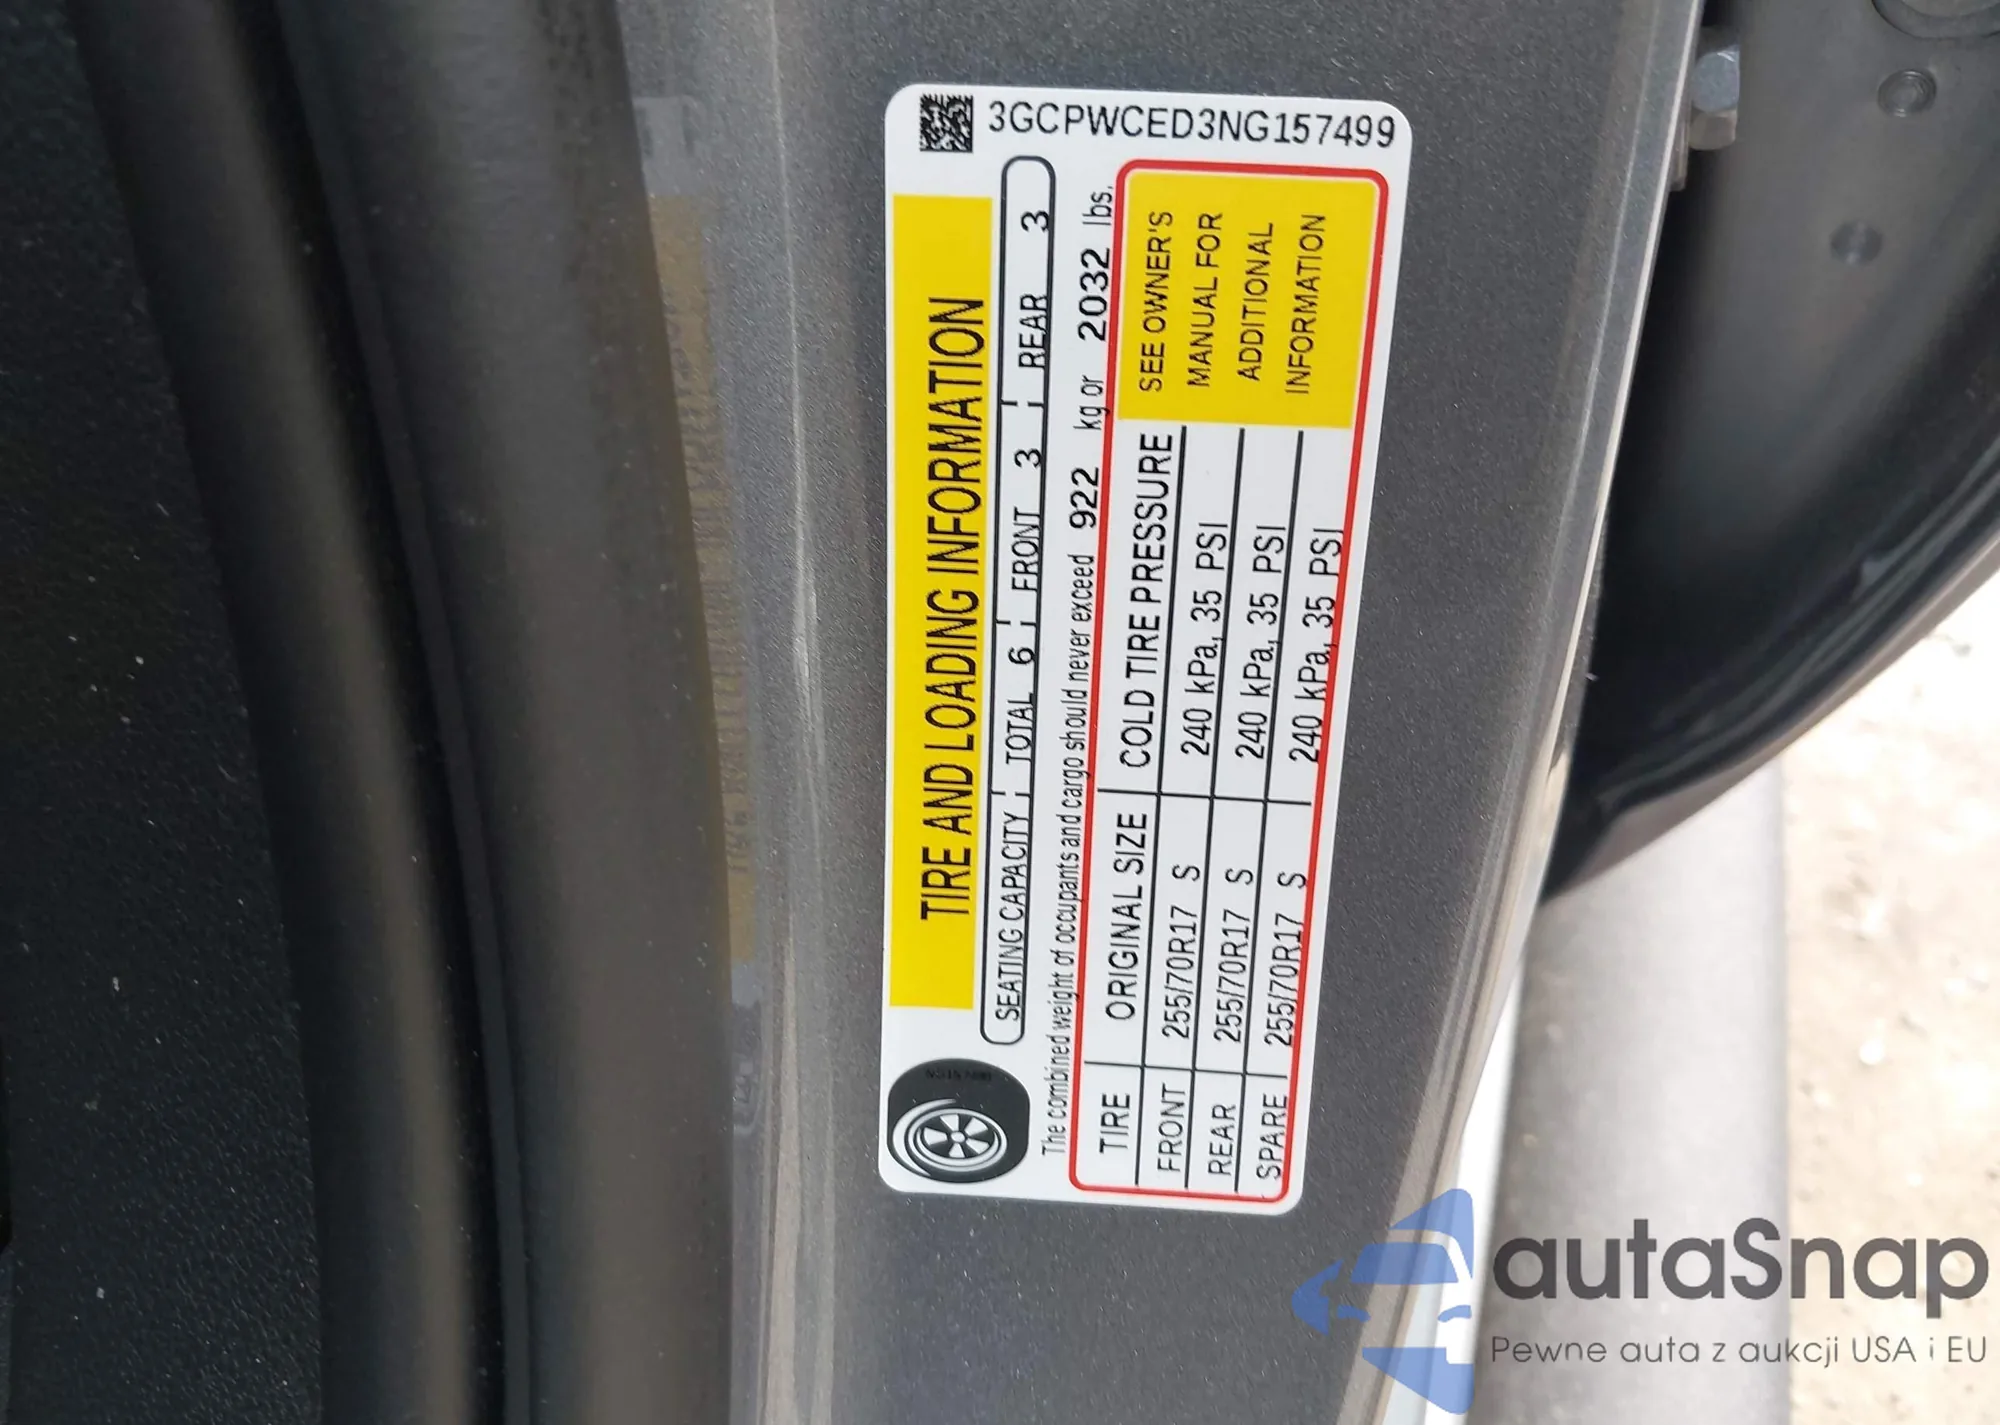 3GCPWCED3NG157499
TIRE AND LOADING INFORMATION
SEATING CAPACITY TOTAL 6 FRONT 3 REAR 3
The combined weight of occupants and cargo should never exceed 922 kg or 2032 lbs.
TIRE ORIGINAL SIZE COLD TIRE PRESSURE
FRONT 255/70R17 S 240 kPa, 35 PSI
REAR 255/70R17 S 240 kPa, 35 PSI
SPARE 255/70R17 S 240 kPa, 35 PSI
SEE OWNER'S
MANUAL FOR
ADDITIONAL
INFORMATION
autaSnap
Pewne auta z aukcji USA i EU